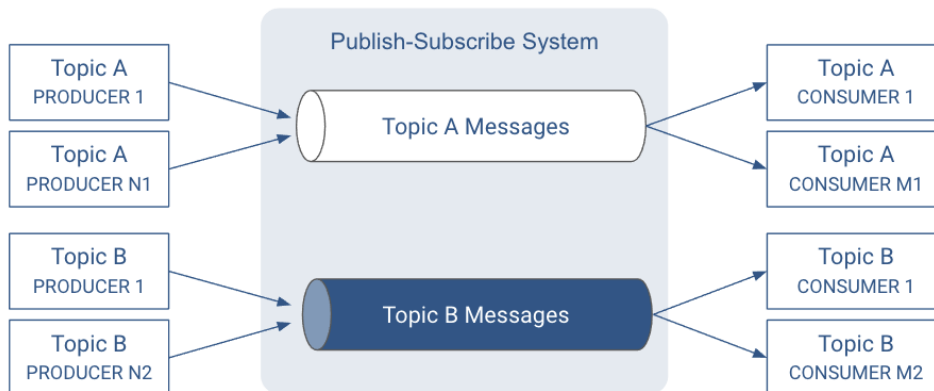 Publish-Subscribe System
Topic A
PRODUCER 1
Topic A
PRODUCER N1
Topic A Messages
Topic A
CONSUMER 1
Topic A
CONSUMER M1
Topic B
PRODUCER 1
Topic B
PRODUCER N2
Topic B Messages
Topic B
CONSUMER 1
Topic B
CONSUMER M2